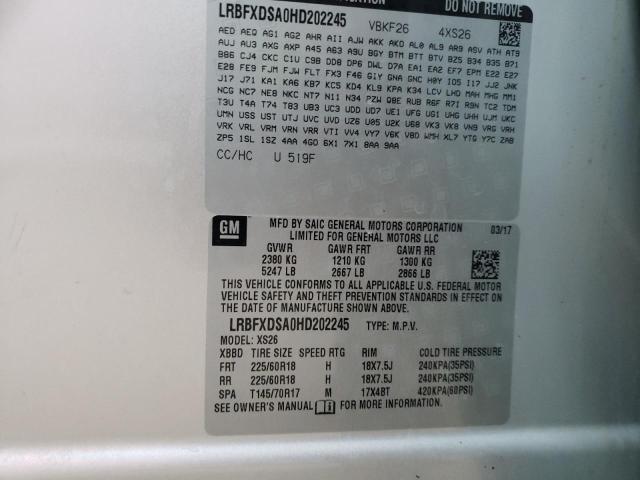 DO NOT REMOVE
LRBFXDSA0HD202245 VBKF26 4XS26
AED AEQ AG1 AG2 AHR AII AJW AKK AKO AL0 AL9 AR9 ASV ATH AT9
AUJ AU3 AXG AXP A45 A63 A9U BGY BTM BTT BTV BZS B34 B35 B71
B86 CJ4 CKC C1U C9B DD8 DP6 DWL D7A EA1 EA2 EF7 EPM E22 E27
E28 FE9 FJM FJW FLT FX3 F46 G1Y GNA GNC H0Y IO5 I17 JJ2 JNK
J17 J71 KA1 KA6 KB7 KC5 KD4 KL9 KPA K34 LCV LHD MAH MHG MM1
NCG NC7 NE8 NKC NT7 N11 N34 PZW QBE RUB R6F R7I R9N TC2 TDM
T3U T4A T74 T83 UB3 UC3 UDD UD7 UE1 UFG UG1 UHG UHH UJM UKC
UMN USS UST UTJ UVC UVD UZ6 U05 U2K U68 VK3 VK8 VN9 VRG VRH
VRK VRL VRM VRN VRR VTI VV4 VY7 V6K V8D WMH XL7 YTG Y7C ZAB
ZP5 1SL 1SZ 4AA 4G0 6X1 7X1 8AA 9AA
CC/HC U 519F
GM MFD BY SAIC GENERAL MOTORS CORPORATION 03/17
LIMITED FOR GENERAL MOTORS LLC
GVWR GAWR FRT GAWR RR
2380 KG 1210 KG 1300 KG
5247 LB 2667 LB 2866 LB
THIS VEHICLE CONFORMS TO ALL APPLICABLE U.S. FEDERAL MOTOR
VEHICLE SAFETY AND THEFT PREVENTION STANDARDS IN EFFECT ON
THE DATE OF MANUFACTURE SHOWN ABOVE.
LRBFXDSA0HD202245 TYPE: M.P.V.
MODEL: XS26
XBBD TIRE SIZE SPEED RTG RIM COLD TIRE PRESSURE
FRT 225/60R18 H 18X7.5J 240KPA(35PSI)
RR 225/60R18 H 18X7.5J 240KPA(35PSI)
SPA T145/70R17 M 17X4BT 420KPA(60PSI)
SEE OWNER'S MANUAL FOR MORE INFORMATION.